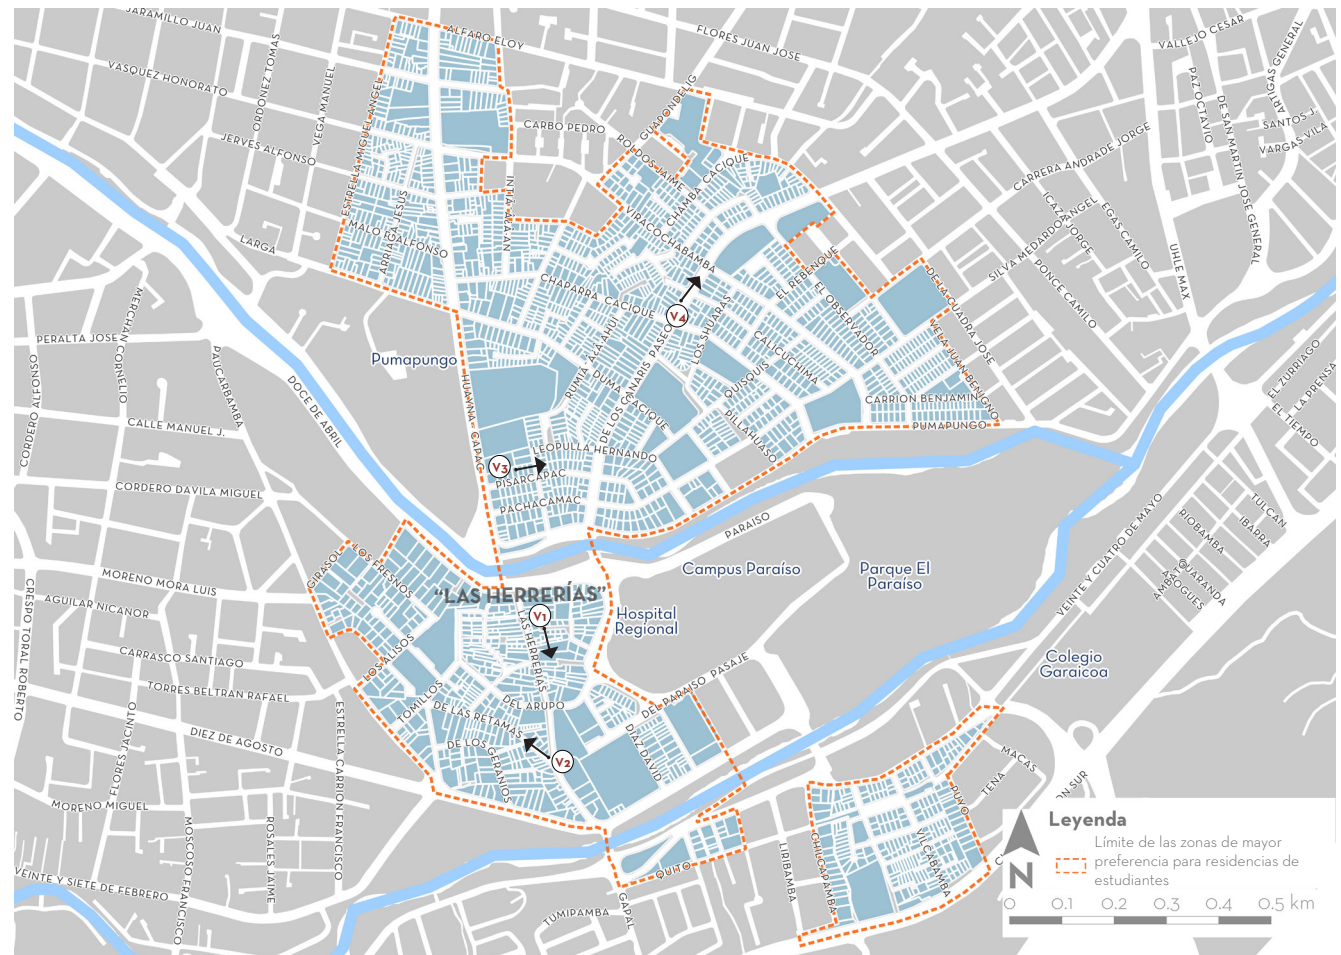 JARAMILLO JUAN
ALFARO ELOY
FLORES JUAN JOSE
VALLEJO CESAR
ARTIGAS GENERAL
VASQUEZ HONORATO
ORDONEZ TOMAS
VEGA MANUEL
ESTRELLA MIGUEL ANGEL
GUAPONDELIG
PAZ OCTAVIO
DE SAN MARTIN JOSE GENERAL
SANTOS J.
VARGAS VILA
JERVES ALFONSO
CARBO PEDRO
ROLDOS JAIME
CHAMBA CACIQUE
CARRERA ANDRADE JORGE
ARRIAGA JESUS
VIRACOCHABAMBA
ICAZA JORGE
EGAS CAMILO
LARGA
MALO F ALFONSO
SILVA MEDARDO ANGEL
UHLE MAX
PONCE CAMILO
EL REBENQUE
EL OBSERVADOR
DE LA CUADRA JOSE
CHAPARRA CACIQUE
V4
LOS SHUARAS
MERCHAN CORNELIO
PERALTA JOSE
CORDERO ALFONSO
PAUCARBAMBA
Pumapungo
DOCE DE ABRIL
HUAYNA-CAPAC
DUMA CACIQUE
DE LOS CANARIS PASEO
CALICUCHIMA
QUISQUIS
PILLAHUASO
VELA JUAN BENIGNO
CARRION BENJAMIN
PUMAPUNGO
EL ZURRIAGO
LA PRENSA
EL TIEMPO
CALLE MANUEL J.
LEOPULLA HERNANDO
V3
PISARCAPAC
PACHACAMAC
CORDERO DAVILA MIGUEL
PARAISO
VEINTE Y CUATRO DE MAYO
TULCAN
RIOBAMBA
IBARRA
GUARANDA
AMBATO
AZOGUES
GIRASOL
LOS FRESNOS
MORENO MORA LUIS
Campus Paraíso
Parque El
Paraíso
CRESPO TORAL ROBERTO
AGUILAR NICANOR
“LAS HERRERÍAS”
V1
LAS HERRERIAS
Hospital
Regional
CARRASCO SANTIAGO
LOS ALISOS
Colegio
Garaicoa
TORRES BELTRAN RAFAEL
TOMILLOS
DEL ARUPO
DEL PARAISO PASAJE
DE LAS RETAMAS
DIEZ DE AGOSTO
ESTRELLA CARRION FRANCISCO
FLORES JACINTO
DE LOS GERANIOS
V2
DIAZ DAVID
MACAS
TENA
PUYO
MORENO MIGUEL
MOSCOSO FRANCISCO
ROSALES JAIME
CHILCAPAMBA
LIRIBAMBA
VILCABAMBA
VEINTE Y SIETE DE FEBRERO
QUITO
GAPAL
TUMIPAMBA
Leyenda
Límite de las zonas de mayor
preferencia para residencias de
estudiantes
N
0 0.1 0.2 0.3 0.4 0.5 km